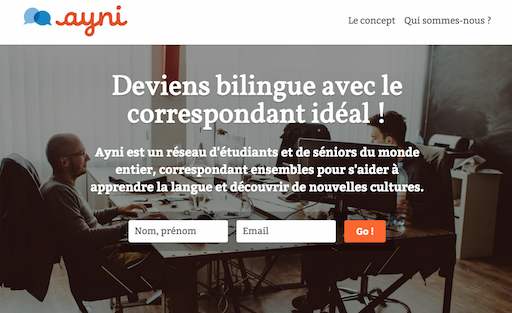 ayni
Le concept Qui sommes-nous ?
Deviens bilingue avec le
correspondant idéal !
Ayni est un réseau d'étudiants et de séniors du monde
entier, correspondant ensembles pour s'aider à
apprendre la langue et découvrir de nouvelles cultures.
Nom, prénom
Email
Go !